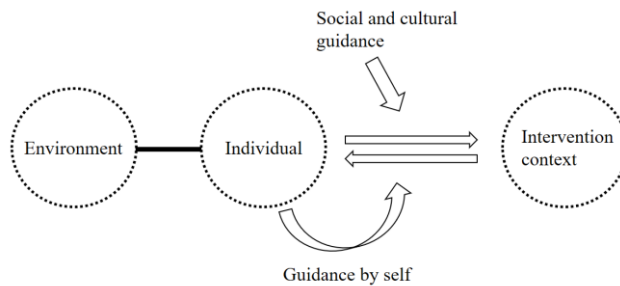 Social and cultural
guidance
Environment
Individual
Intervention
context
Guidance by self